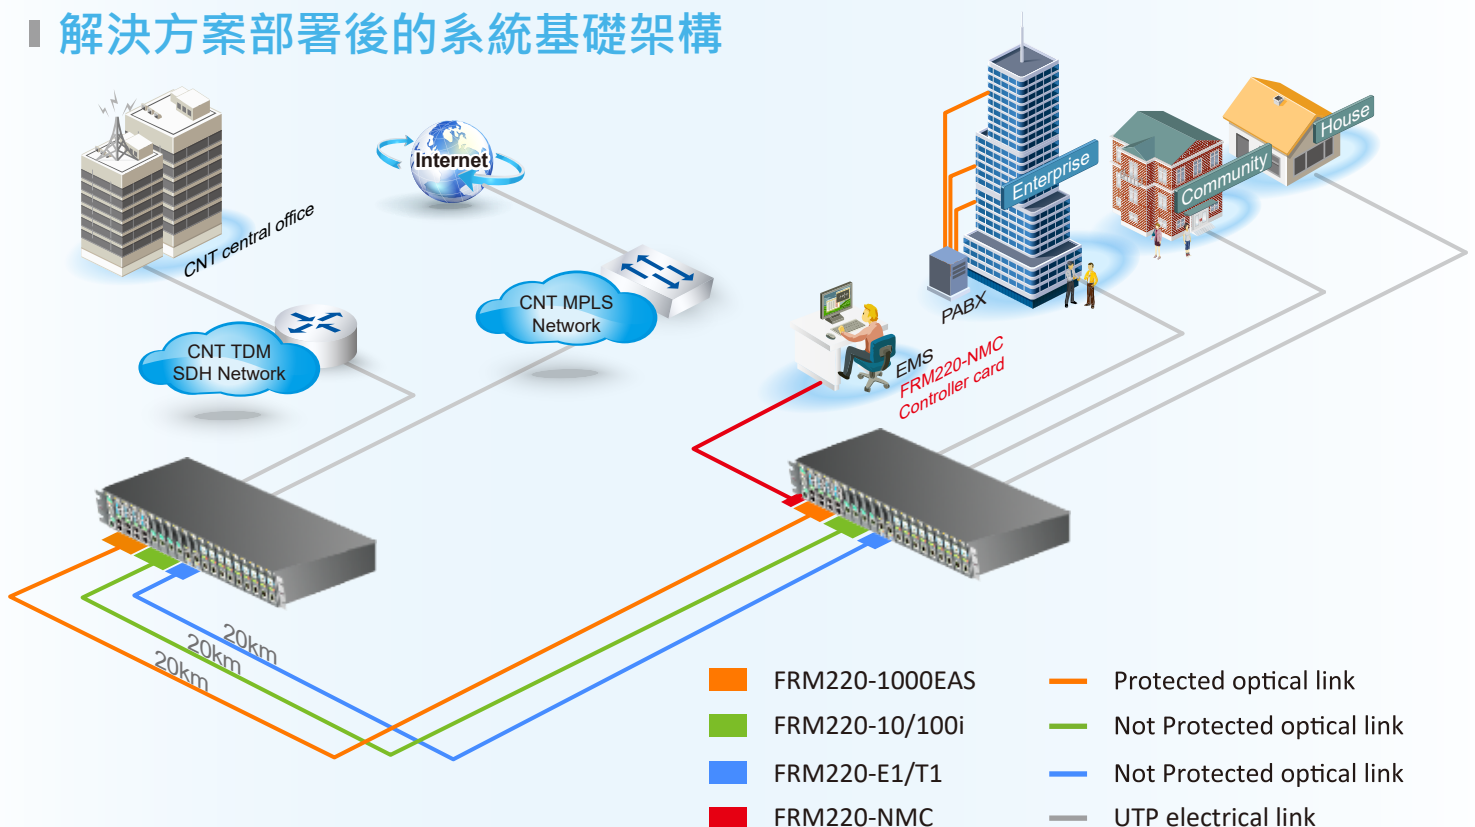 解決方案部署後的系統基礎架構
Internet
CNT central office
CNT MPLS
Network
CNT TDM
SDH Network
Enterprise
Community
House
PABX
EMS
FRM220-NMC
Controller card
20km
20km
20km
FRM220-1000EAS
Protected optical link
FRM220-10/100i
Not Protected optical link
FRM220-E1/T1
Not Protected optical link
FRM220-NMC
UTP electrical link